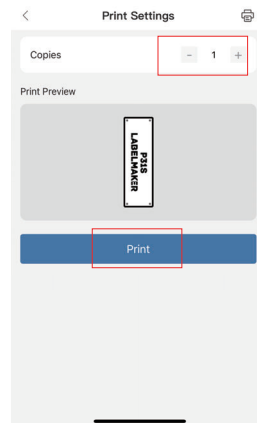 Print Settings
Copies
- 1 +
Print Preview
P31S
LABELMAKER
Print